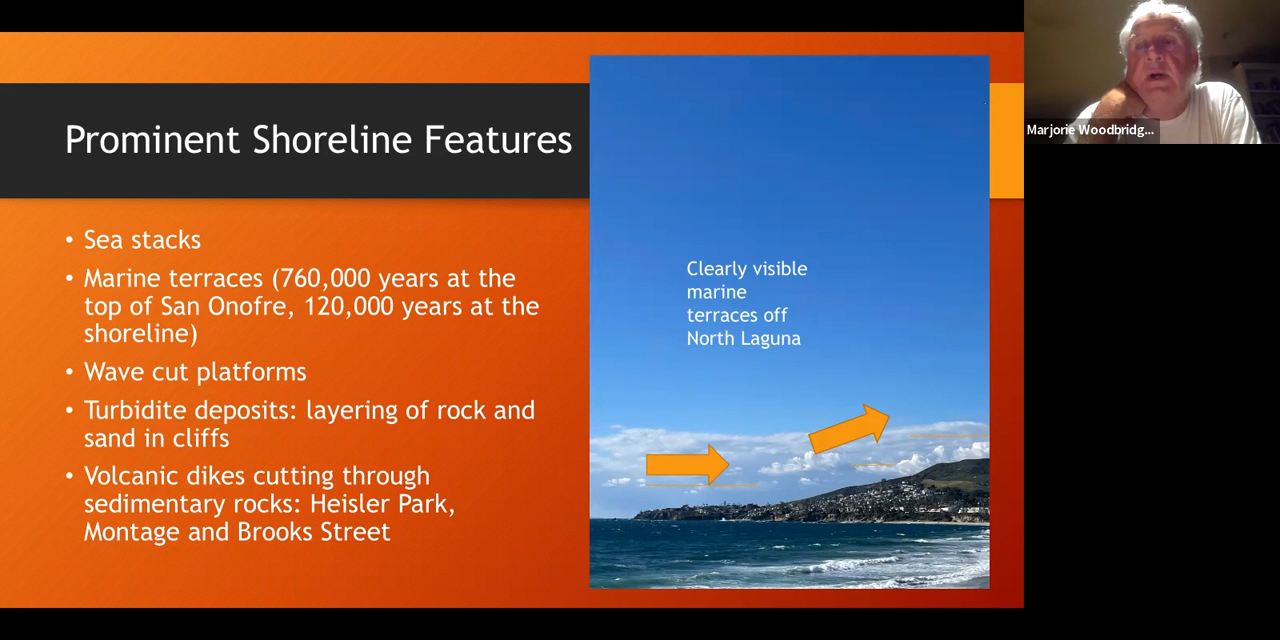 Prominent Shoreline Features
• Sea stacks
• Marine terraces (760,000 years at the
top of San Onofre, 120,000 years at the
shoreline)
• Wave cut platforms
• Turbidite deposits: layering of rock and
sand in cliffs
• Volcanic dikes cutting through
sedimentary rocks: Heisler Park,
Montage and Brooks Street
Clearly visible
marine
terraces off
North Laguna
Marjorie Woodbridg...